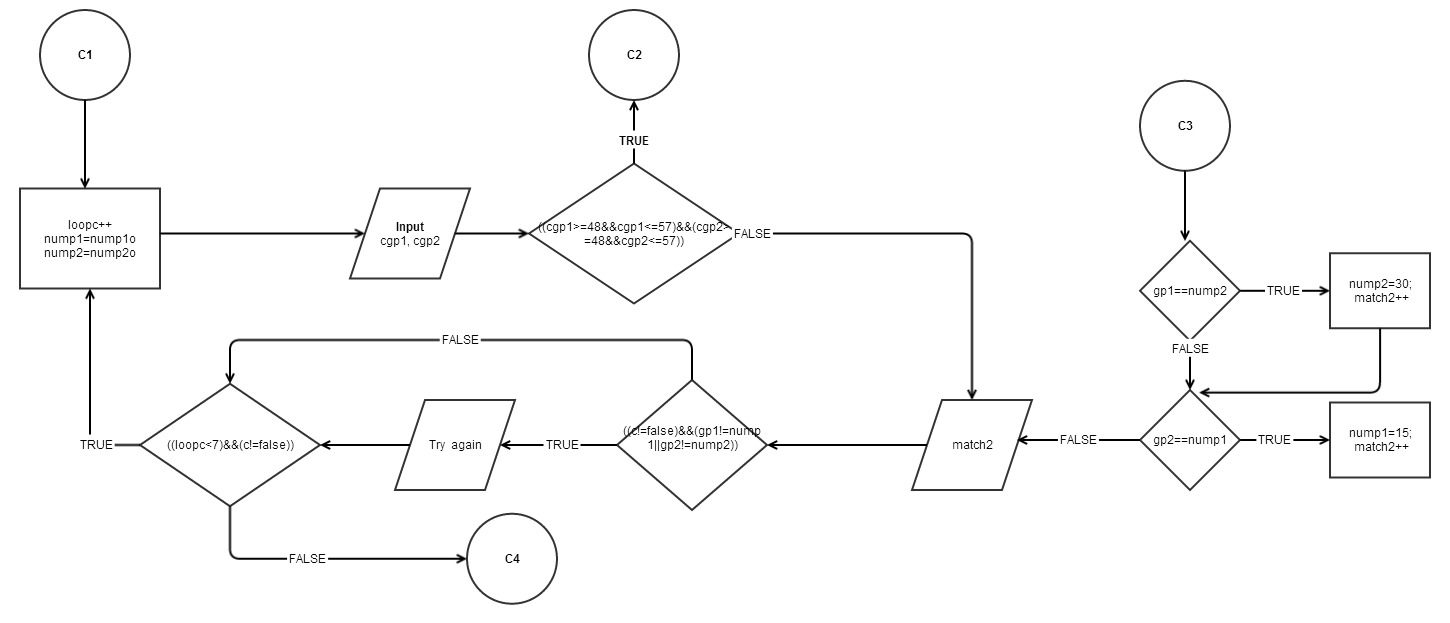 C1
C2
C3
TRUE
loopc++
nump1=nump1o
nump2=nump2o
Input
cgp1, cgp2
((cgp1>=48&&cgp1<=57)&&(cgp2>
=48&&cgp2<=57))
FALSE
gp1==nump2
TRUE
nump2=30;
match2++
FALSE
FALSE
TRUE
((loopc<7)&&(c!=false))
Try again
TRUE
((c!=false)&&(gp1!=nump
1||gp2!=nump2))
match2
FALSE
gp2==nump1
TRUE
nump1=15;
match2++
FALSE
C4